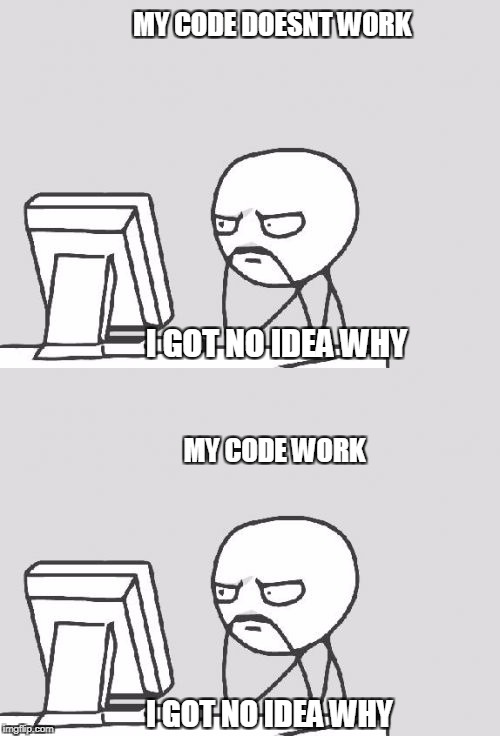 MY CODE DOESNT WORK
I GOT NO IDEA WHY
MY CODE WORK
I GOT NO IDEA WHY
imgflip.com